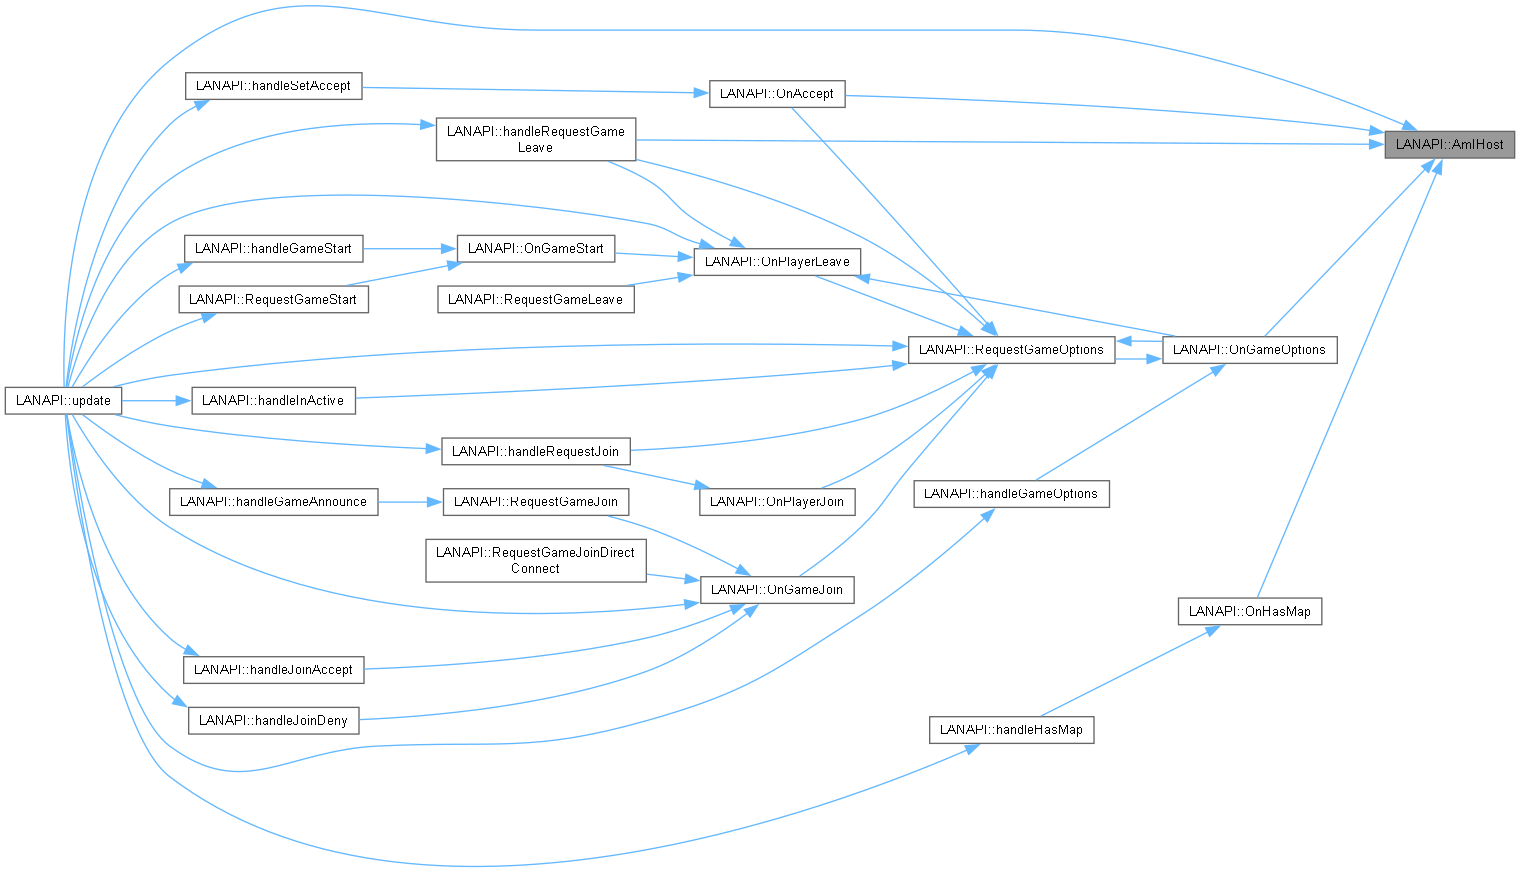 LANAPI::handleSetAccept
LANAPI::OnAccept
LANAPI::handleRequestGame
Leave
LANAPI::AmIHost
LANAPI::handleGameStart
LANAPI::OnGameStart
LANAPI::OnPlayerLeave
LANAPI::RequestGameStart
LANAPI::RequestGameLeave
LANAPI::RequestGameOptions
LANAPI::OnGameOptions
LANAPI::update
LANAPI::handleInActive
LANAPI::handleRequestJoin
LANAPI::handleGameAnnounce
LANAPI::RequestGameJoin
LANAPI::OnPlayerJoin
LANAPI::handleGameOptions
LANAPI::RequestGameJoinDirect
Connect
LANAPI::OnGameJoin
LANAPI::OnHasMap
LANAPI::handleJoinAccept
LANAPI::handleJoinDeny
LANAPI::handleHasMap